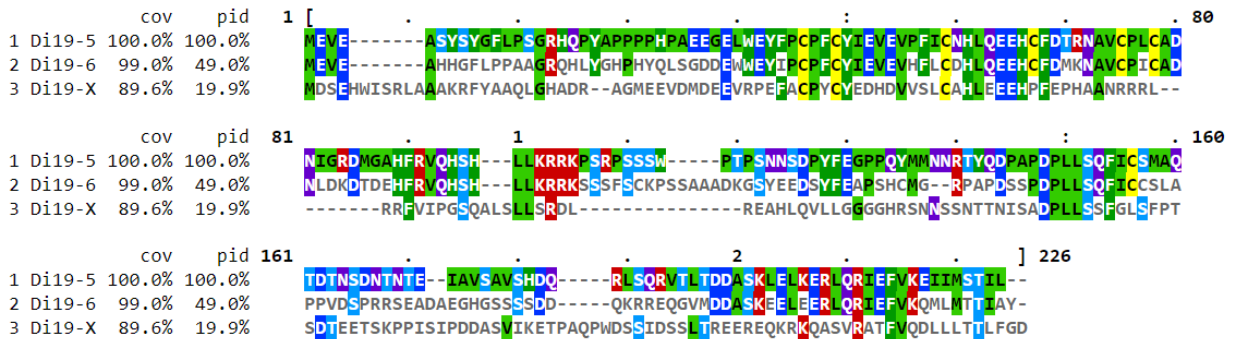 cov pid 1 [ . . . . : . . . 80
1 Di19-5 100.0% 100.0% MEVE-------ASYSYGFLPSGRHQPYAPPPPHPAEEGELWEYFPCPFCYIEVEVPFICNHLQEEHCFDTRNAVCPLCAD
2 Di19-6 99.0% 49.0% MEVE-------AHHGFLPPAAGRQHLYGHPHYQLSGDDEWWEYIPCPFCYIEVEVHFLCDHLQEEHCFDMKNAVCPICAD
3 Di19-X 89.6% 19.9% MDSEHWISRLAAAKRFYAAQLGHADR--AGMEEVDMDEEVRPEFACPYCYEDHDVVSLCAHLEEEHPFEPHAANRRRL--
cov pid 81 . 1 . . . . : . 160
1 Di19-5 100.0% 100.0% NIGRDMGAHFRVQHSH---LLKRRKPSRPSSSW-----PTPSNNSDPYFEGPPQYMMNNRTYQDPAPDPLLSQFICSMAQ
2 Di19-6 99.0% 49.0% NLDKDTDEHFRVQHSH---LLKRRKSSSFSCKPSSAAADKGSYEEDSYFEAPSHCMG--RPAPDSSPDPLLSQFICCSLA
3 Di19-X 89.6% 19.9% -------RRFVIPGSQALSLLSRDL---------------REAHLQVLLGGGGHRSNNSSNTTNISADPLLSSFGLSFPT
cov pid 161 . . . 2 . . ] 226
1 Di19-5 100.0% 100.0% TDTNSDNTNTE--IAVSAVSHDQ-----RLSQRVTLTDDASKLELKERLQRIEFVKEIIMSTIL--
2 Di19-6 99.0% 49.0% PPVDSPRRSEADAEGHGSSSSDD-----QKRREQGVMDDASKEELEERLQRIEFVKQMLMTTIAY-
3 Di19-X 89.6% 19.9% SDTEETSKPPISIPDDASVIKETPAQPWDSSIDSSLTREEREQKRKQASVRATFVQDLLLTTLFGD